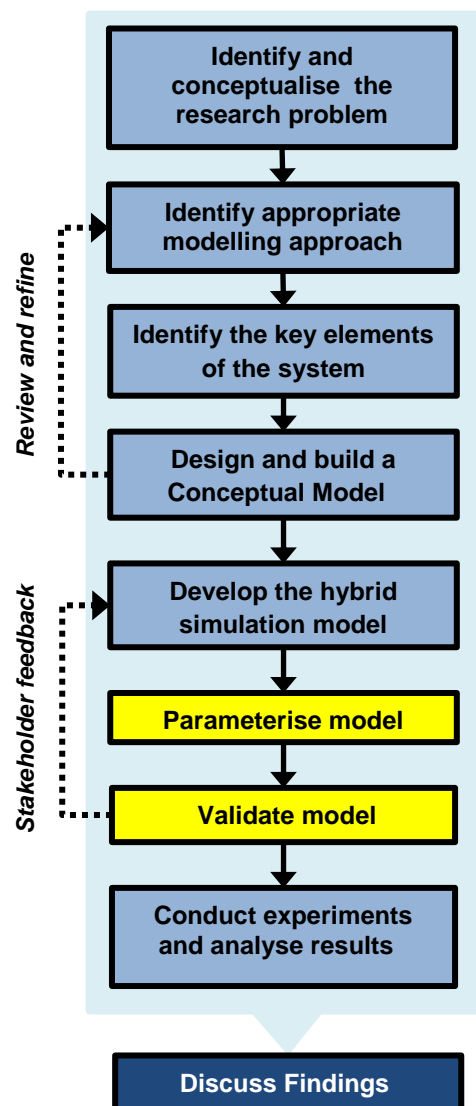 Identify and
conceptualise the
research problem
Identify appropriate
modelling approach
Identify the key elements
of the system
Design and build a
Conceptual Model
Review and refine
Develop the hybrid
simulation model
Parameterise model
Validate model
Stakeholder feedback
Conduct experiments
and analyse results
Discuss Findings